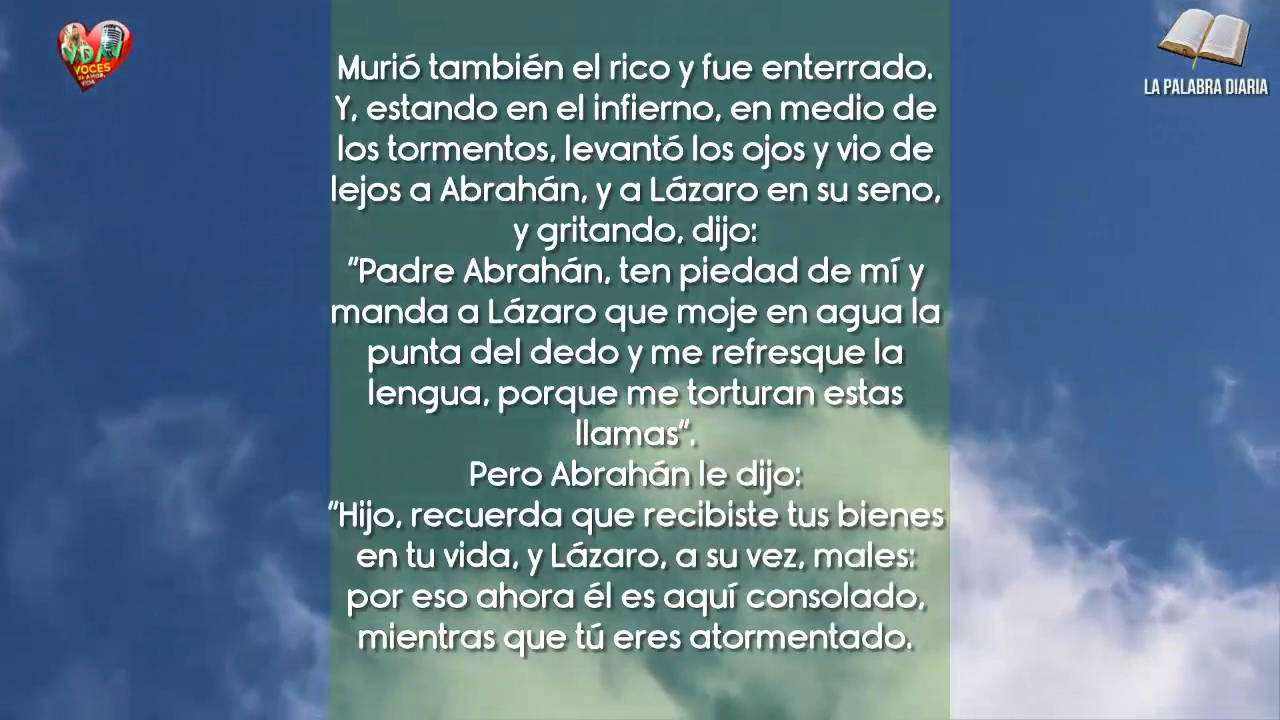 VDA
VOCES
DE AMOR
LA PALABRA DIARIA
Murió también el rico y fue enterrado.
Y, estando en el infierno, en medio de
los tormentos, levantó los ojos y vio de
lejos a Abrahán, y a Lázaro en su seno,
y gritando, dijo:
"Padre Abrahán, ten piedad de mí y
manda a Lázaro que moje en agua la
punta del dedo y me refresque la
lengua, porque me torturan estas
llamas".
Pero Abrahán le dijo:
"Hijo, recuerda que recibiste tus bienes
en tu vida, y Lázaro, a su vez, males:
por eso ahora él es aquí consolado,
mientras que tú eres atormentado.